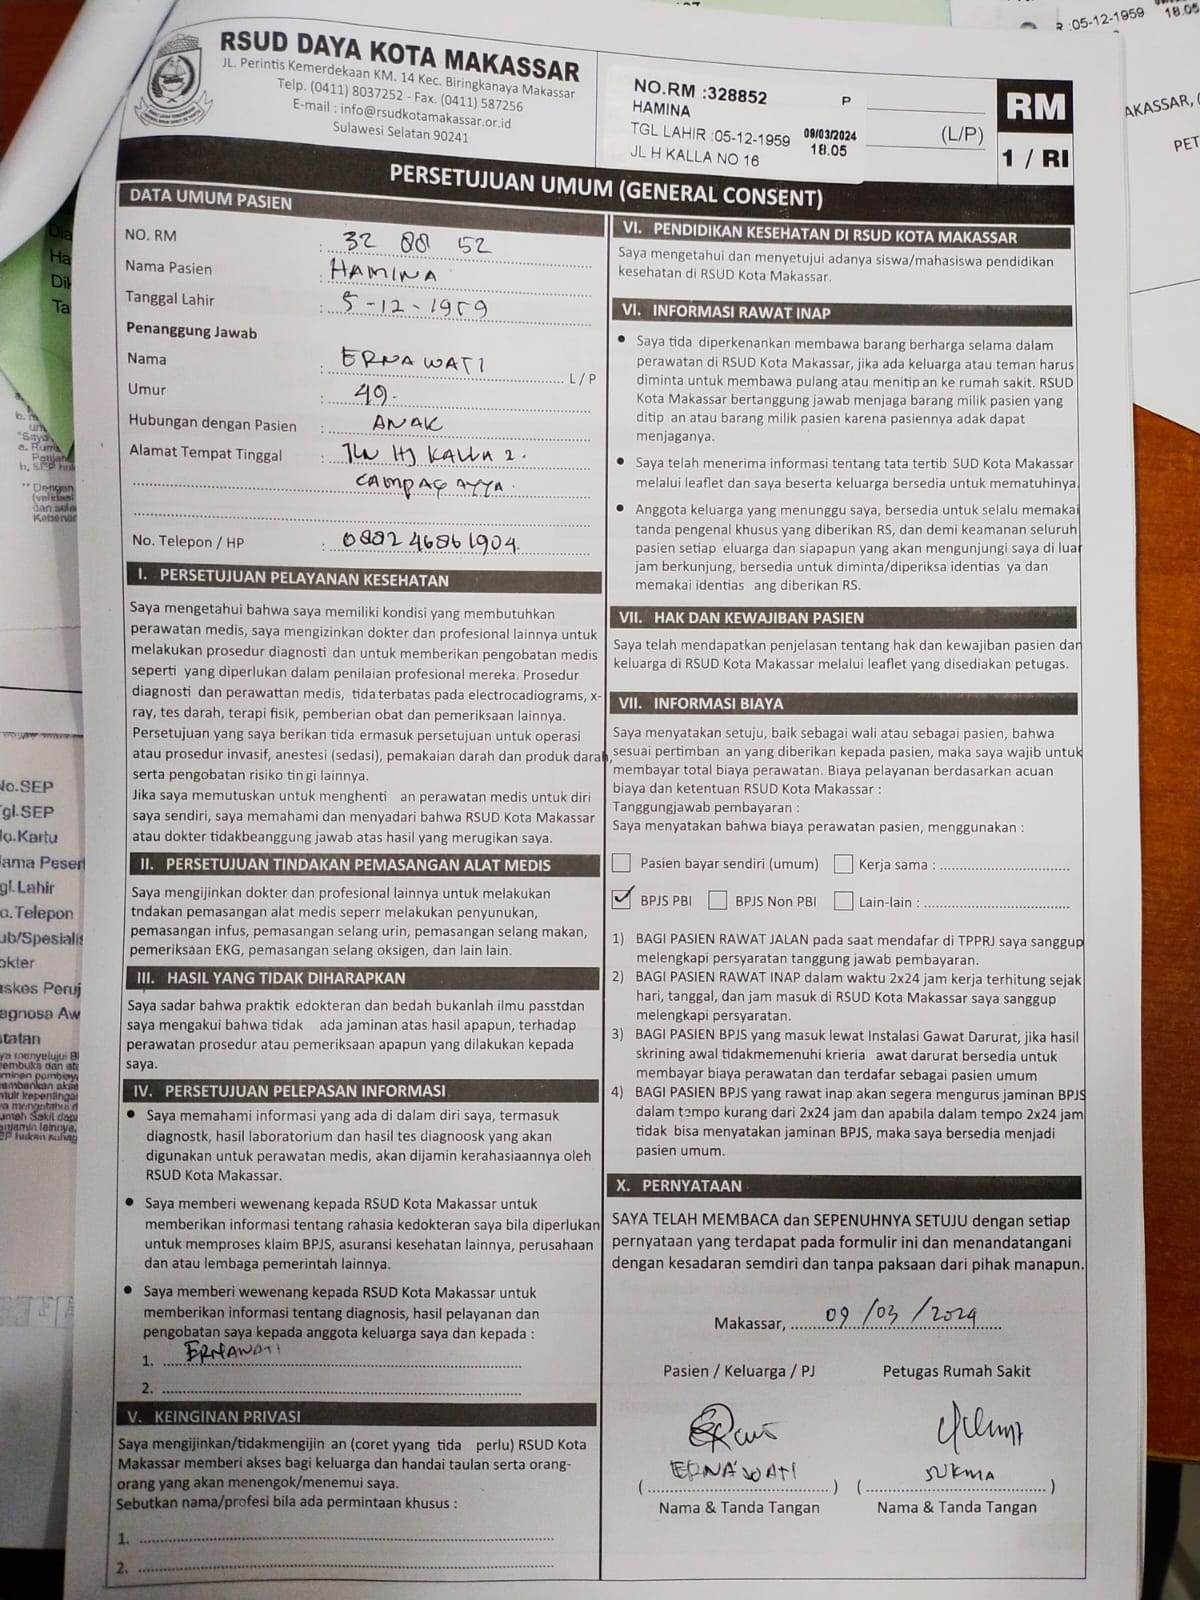 RSUD DAYA KOTA MAKASSAR
JL. Perintis Kemerdekaan KM. 14 Kec. Biringkanaya Makassar
Telp. (0411) 8037252 - Fax. (0411) 587256
E-mail : info@rsudkotamakassar.or.id
Sulawesi Selatan 90241
NO.RM :328852 P
HAMINA
TGL LAHIR :05-12-1959 09/03/2024
18.05
JL H KALLA NO 16
(L/P)
RM
1 / RI
PERSETUJUAN UMUM (GENERAL CONSENT)
DATA UMUM PASIEN
NO. RM : 32 88 52
Nama Pasien : HAMINA
Tanggal Lahir : 5-12-1959
Penanggung Jawab
Nama : ERNAWATI L / P
Umur : 49.
Hubungan dengan Pasien : ANAK
Alamat Tempat Tinggal : JLN HJ KALLA 2.
No. Telepon / HP : 088246861904.
I. PERSETUJUAN PELAYANAN KESEHATAN
Saya mengetahui bahwa saya memiliki kondisi yang membutuhkan
perawatan medis, saya mengizinkan dokter dan profesional lainnya untuk
melakukan prosedur diagnosti dan untuk memberikan pengobatan medis
seperti yang diperlukan dalam penilaian profesional mereka. Prosedur
diagnosti dan perawattan medis, tida terbatas pada electrocadiograms, x-
ray, tes darah, terapi fisik, pemberian obat dan pemeriksaan lainnya.
Persetujuan yang saya berikan tida ermasuk persetujuan untuk operasi
atau prosedur invasif, anestesi (sedasi), pemakaian darah dan produk darah,
serta pengobatan risiko tin gi lainnya.
Jika saya memutuskan untuk menghenti an perawatan medis untuk diri
saya sendiri, saya memahami dan menyadari bahwa RSUD Kota Makassar
atau dokter tidakbeanggung jawab atas hasil yang merugikan saya.
II. PERSETUJUAN TINDAKAN PEMASANGAN ALAT MEDIS
Saya mengijinkan dokter dan profesional lainnya untuk melakukan
tndakan pemasangan alat medis seperr melakukan penyunukan,
pemasangan infus, pemasangan selang urin, pemasangan selang makan,
pemeriksaan EKG, pemasangan selang oksigen, dan lain lain.
III. HASIL YANG TIDAK DIHARAPKAN
Saya sadar bahwa praktik edokteran dan bedah bukanlah ilmu passtdan
saya mengakui bahwa tidak ada jaminan atas hasil apapun, terhadap
perawatan prosedur atau pemeriksaan apapun yang dilakukan kepada
saya.
IV. PERSETUJUAN PELEPASAN INFORMASI
• Saya memahami informasi yang ada di dalam diri saya, termasuk
diagnostk, hasil laboratorium dan hasil tes diagnoosk yang akan
digunakan untuk perawatan medis, akan dijamin kerahasiaannya oleh
RSUD Kota Makassar.
• Saya memberi wewenang kepada RSUD Kota Makassar untuk
memberikan informasi tentang rahasia kedokteran saya bila diperlukan
untuk memproses klaim BPJS, asuransi kesehatan lainnya, perusahaan
dan atau lembaga pemerintah lainnya.
• Saya memberi wewenang kepada RSUD Kota Makassar untuk
memberikan informasi tentang diagnosis, hasil pelayanan dan
pengobatan saya kepada anggota keluarga saya dan kepada :
1. ERNAWATI
2.
V. KEINGINAN PRIVASI
Saya mengijinkan/tidakmengijin an (coret yyang tida perlu) RSUD Kota
Makassar memberi akses bagi keluarga dan handai taulan serta orang-
orang yang akan menengok/menemui saya.
Sebutkan nama/profesi bila ada permintaan khusus :
1.
2.
VI. PENDIDIKAN KESEHATAN DI RSUD KOTA MAKASSAR
Saya mengetahui dan menyetujui adanya siswa/mahasiswa pendidikan
kesehatan di RSUD Kota Makassar.
VI. INFORMASI RAWAT INAP
• Saya tida diperkenankan membawa barang berharga selama dalam
perawatan di RSUD Kota Makassar, jika ada keluarga atau teman harus
diminta untuk membawa pulang atau menitip an ke rumah sakit. RSUD
Kota Makassar bertanggung jawab menjaga barang milik pasien yang
ditip an atau barang milik pasien karena pasiennya adak dapat
menjaganya.
• Saya telah menerima informasi tentang tata tertib SUD Kota Makassar
melalui leaflet dan saya beserta keluarga bersedia untuk mematuhinya.
• Anggota keluarga yang menunggu saya, bersedia untuk selalu memakai
tanda pengenal khusus yang diberikan RS, dan demi keamanan seluruh
pasien setiap eluarga dan siapapun yang akan mengunjungi saya di luar
jam berkunjung, bersedia untuk diminta/diperiksa identias ya dan
memakai identias ang diberikan RS.
VII. HAK DAN KEWAJIBAN PASIEN
Saya telah mendapatkan penjelasan tentang hak dan kewajiban pasien dan
keluarga di RSUD Kota Makassar melalui leaflet yang disediakan petugas.
VII. INFORMASI BIAYA
Saya menyatakan setuju, baik sebagai wali atau sebagai pasien, bahwa
sesuai pertimban an yang diberikan kepada pasien, maka saya wajib untuk
membayar total biaya perawatan. Biaya pelayanan berdasarkan acuan
biaya dan ketentuan RSUD Kota Makassar :
Tanggungjawab pembayaran :
Saya menyatakan bahwa biaya perawatan pasien, menggunakan :
Pasien bayar sendiri (umum) Kerja sama :
✓ BPJS PBI BPJS Non PBI Lain-lain :
1) BAGI PASIEN RAWAT JALAN pada saat mendafar di TPPRJ saya sanggup
melengkapi persyaratan tanggung jawab pembayaran.
2) BAGI PASIEN RAWAT INAP dalam waktu 2x24 jam kerja terhitung sejak
hari, tanggal, dan jam masuk di RSUD Kota Makassar saya sanggup
melengkapi persyaratan.
3) BAGI PASIEN BPJS yang masuk lewat Instalasi Gawat Darurat, jika hasil
skrining awal tidakmemenuhi krieria awat darurat bersedia untuk
membayar biaya perawatan dan terdafar sebagai pasien umum
4) BAGI PASIEN BPJS yang rawat inap akan segera mengurus jaminan BPJS
dalam tempo kurang dari 2x24 jam dan apabila dalam tempo 2x24 jam
tidak bisa menyatakan jaminan BPJS, maka saya bersedia menjadi
pasien umum.
X. PERNYATAAN
SAYA TELAH MEMBACA dan SEPENUHNYA SETUJU dengan setiap
pernyataan yang terdapat pada formulir ini dan menandatangani
dengan kesadaran semdiri dan tanpa paksaan dari pihak manapun.
Makassar, 09/03/2024
Pasien / Keluarga / PJ Petugas Rumah Sakit
( ERNAWATI ) ( SUKMA )
Nama & Tanda Tangan Nama & Tanda Tangan